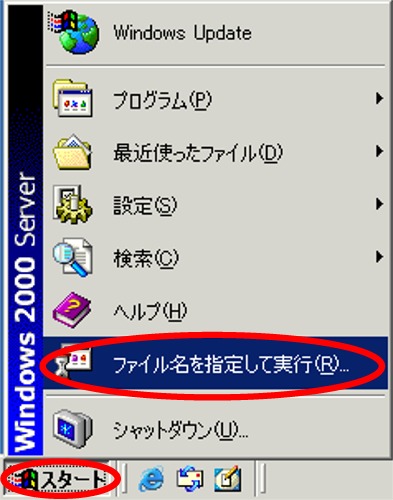 Windows Update
プログラム(P)
最近使ったファイル(D)
設定(S)
検索(C)
ヘルプ(H)
ファイル名を指定して実行(R)...
シャットダウン(U)...
Windows 2000 Server
スタート